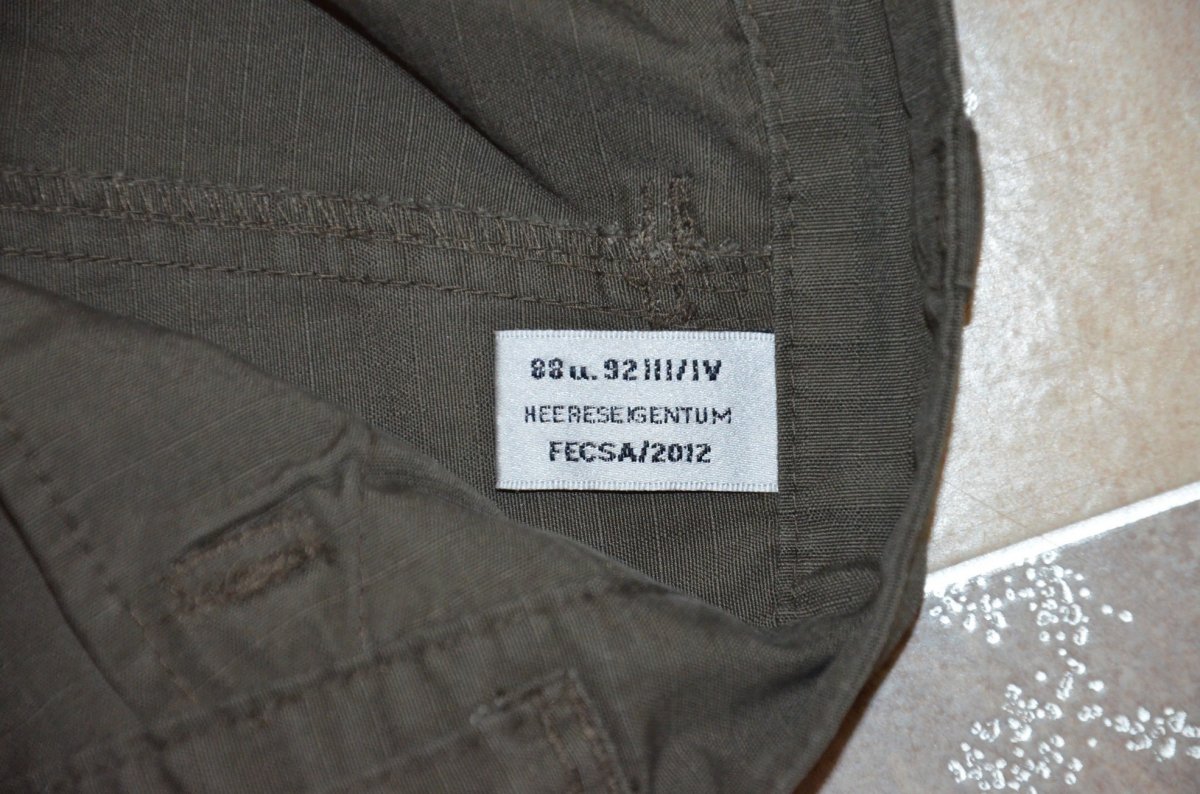 88 u. 92 III/IV
HEERESEIGENTUM
FECSA/2012